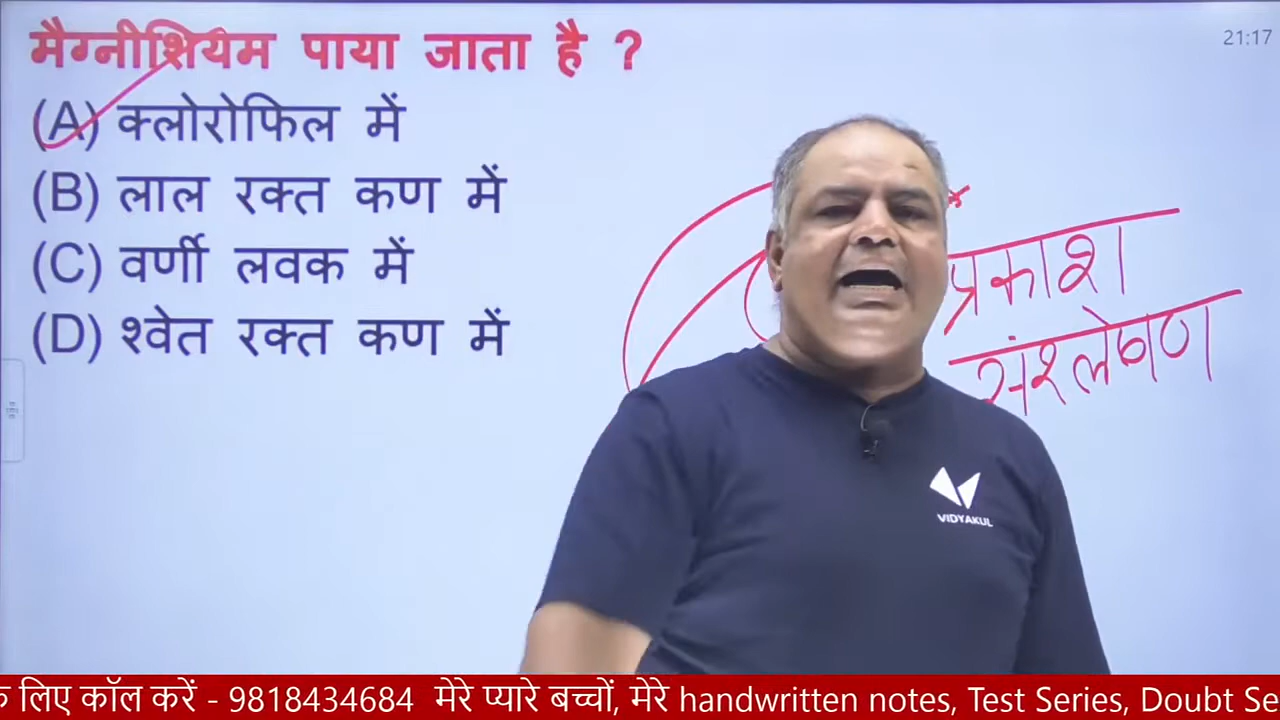 मैग्नीशियम पाया जाता है ?
21:17
(A) क्लोरोफिल में
(B) लाल रक्त कण में
(C) वर्णी लवक में
(D) श्वेत रक्त कण में
प्रकाश
संश्लेषण
VIDYAKUL
लिए कॉल करें - 9818434684 मेरे प्यारे बच्चों, मेरे handwritten notes, Test Series, Doubt Se